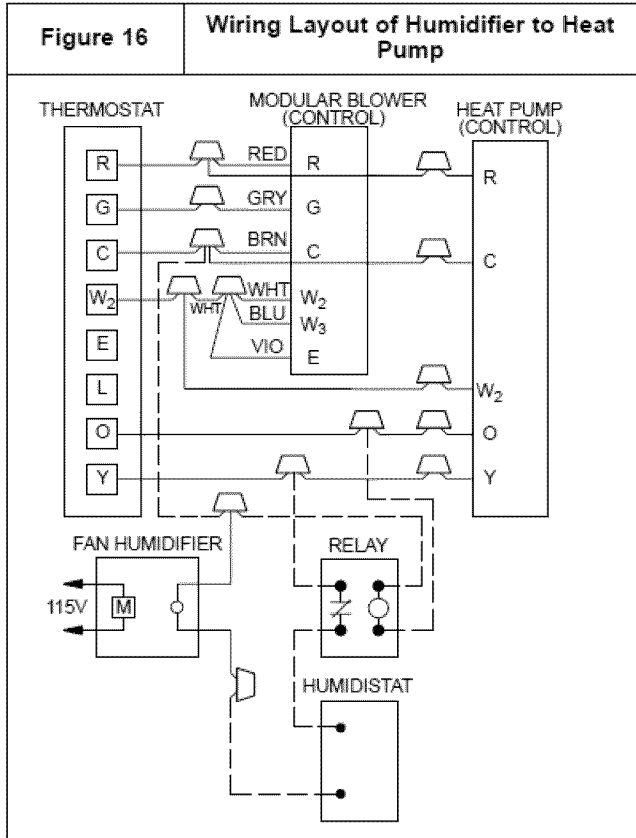 Figure 16
Wiring Layout of Humidifier to Heat
Pump
THERMOSTAT
MODULAR BLOWER
(CONTROL)
HEAT PUMP
(CONTROL)
R RED R R
G GRY G
C BRN C C
W2 WHT WHT W2
BLU W3
E VIO E
L W2
O O
Y Y
FAN HUMIDIFIER
RELAY
115V M
HUMIDISTAT